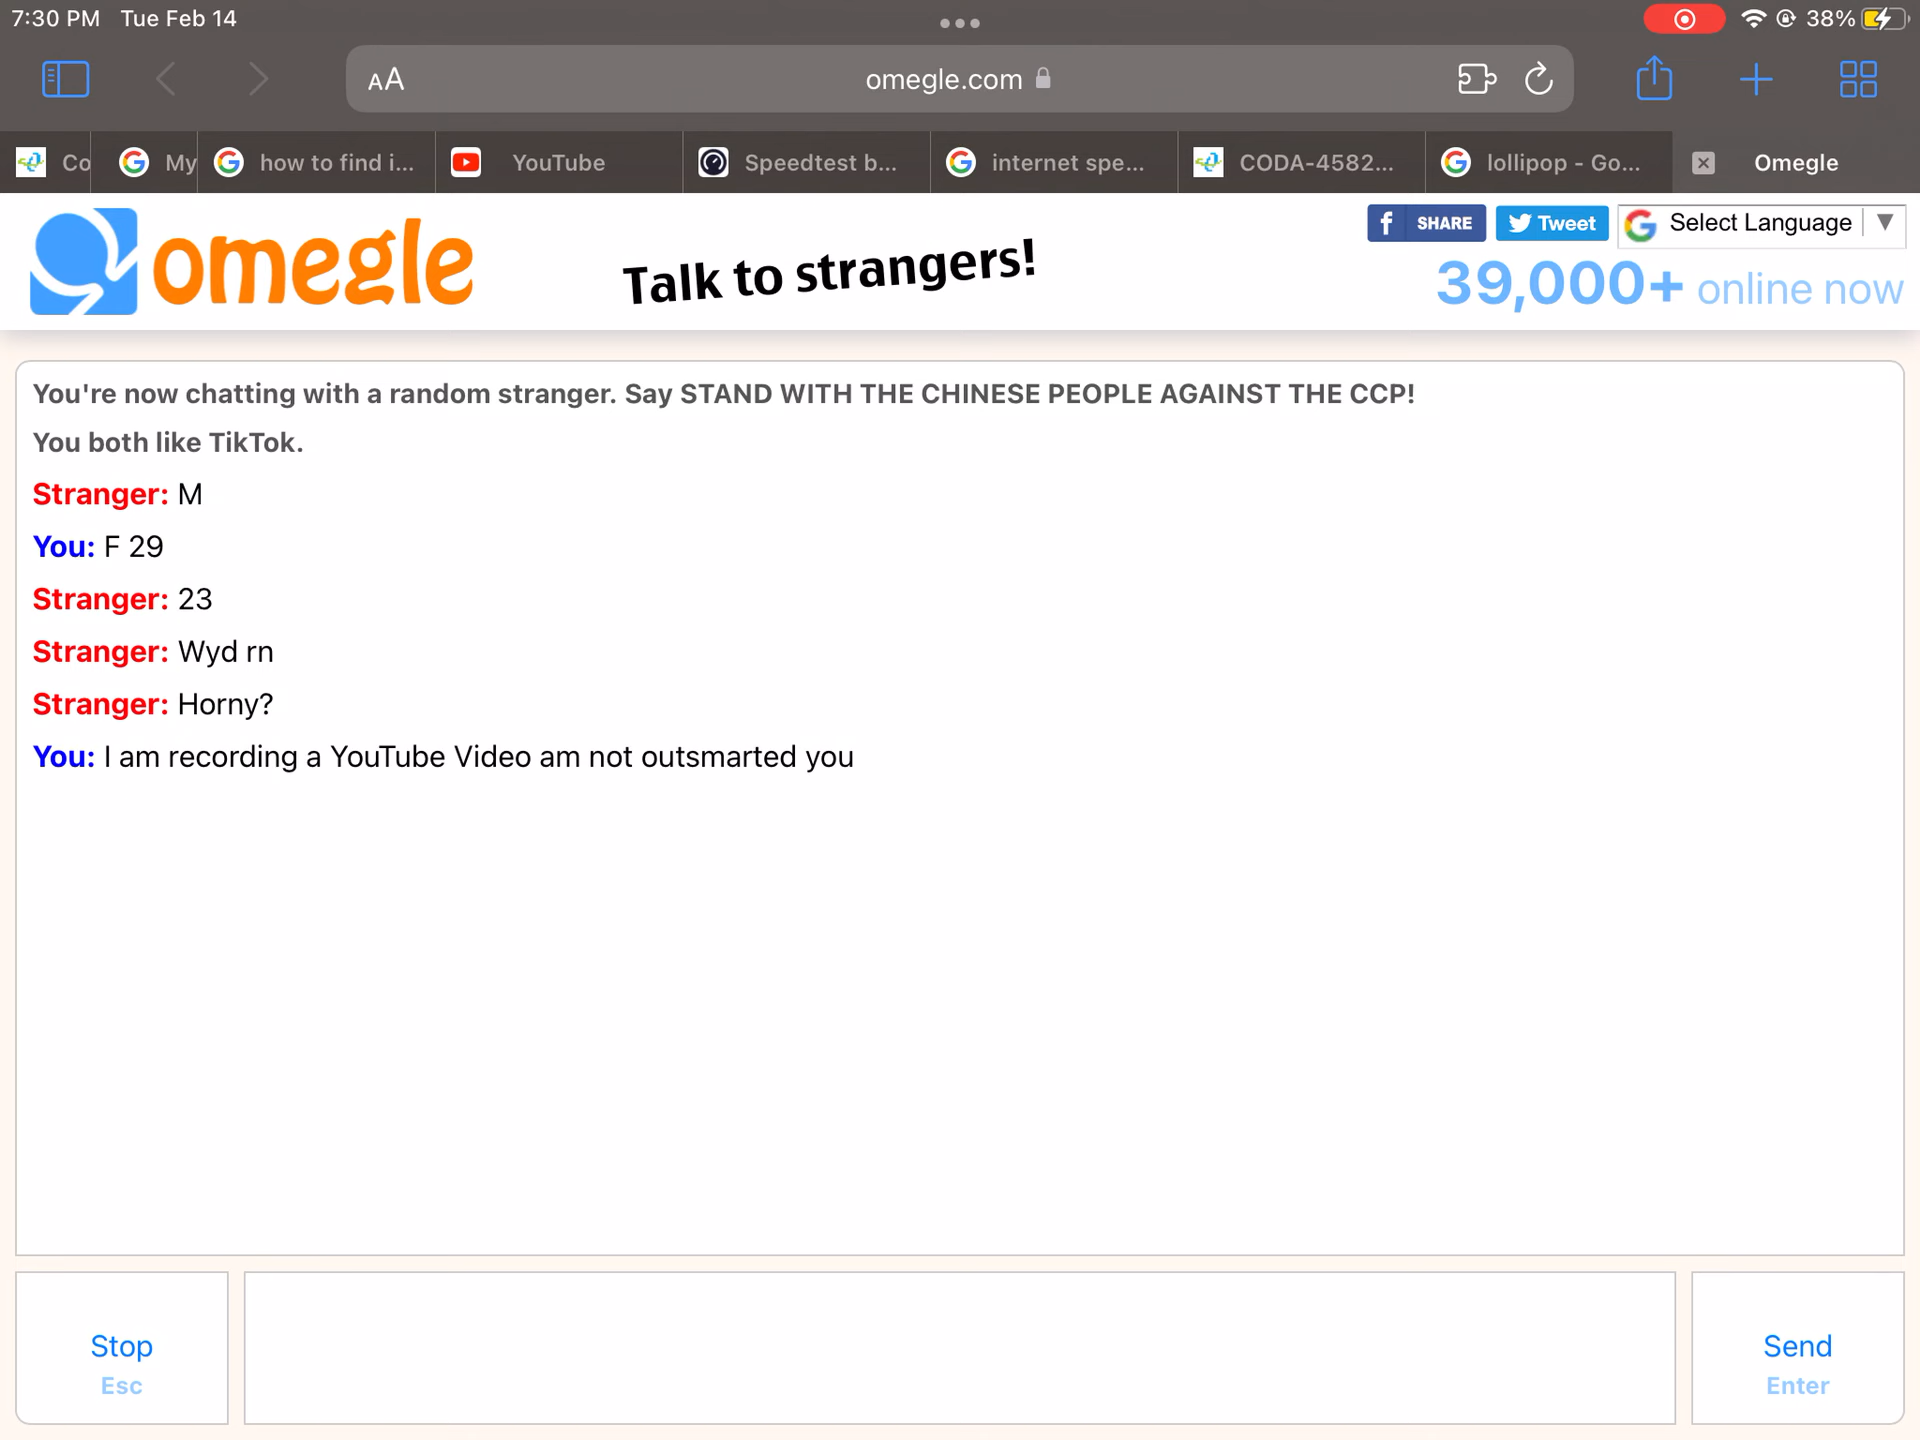 7:30 PM Tue Feb 14
38%
AA
omegle.com
Co
My
how to find i...
YouTube
Speedtest b...
internet spe...
CODA-4582...
lollipop - Go...
Omegle
omegle
Talk to strangers!
SHARE
Tweet
Select Language
39,000+ online now
You're now chatting with a random stranger. Say STAND WITH THE CHINESE PEOPLE AGAINST THE CCP!
You both like TikTok.
Stranger: M
You: F 29
Stranger: 23
Stranger: Wyd rn
Stranger: Horny?
You: I am recording a YouTube Video am not outsmarted you
Stop
Esc
Send
Enter